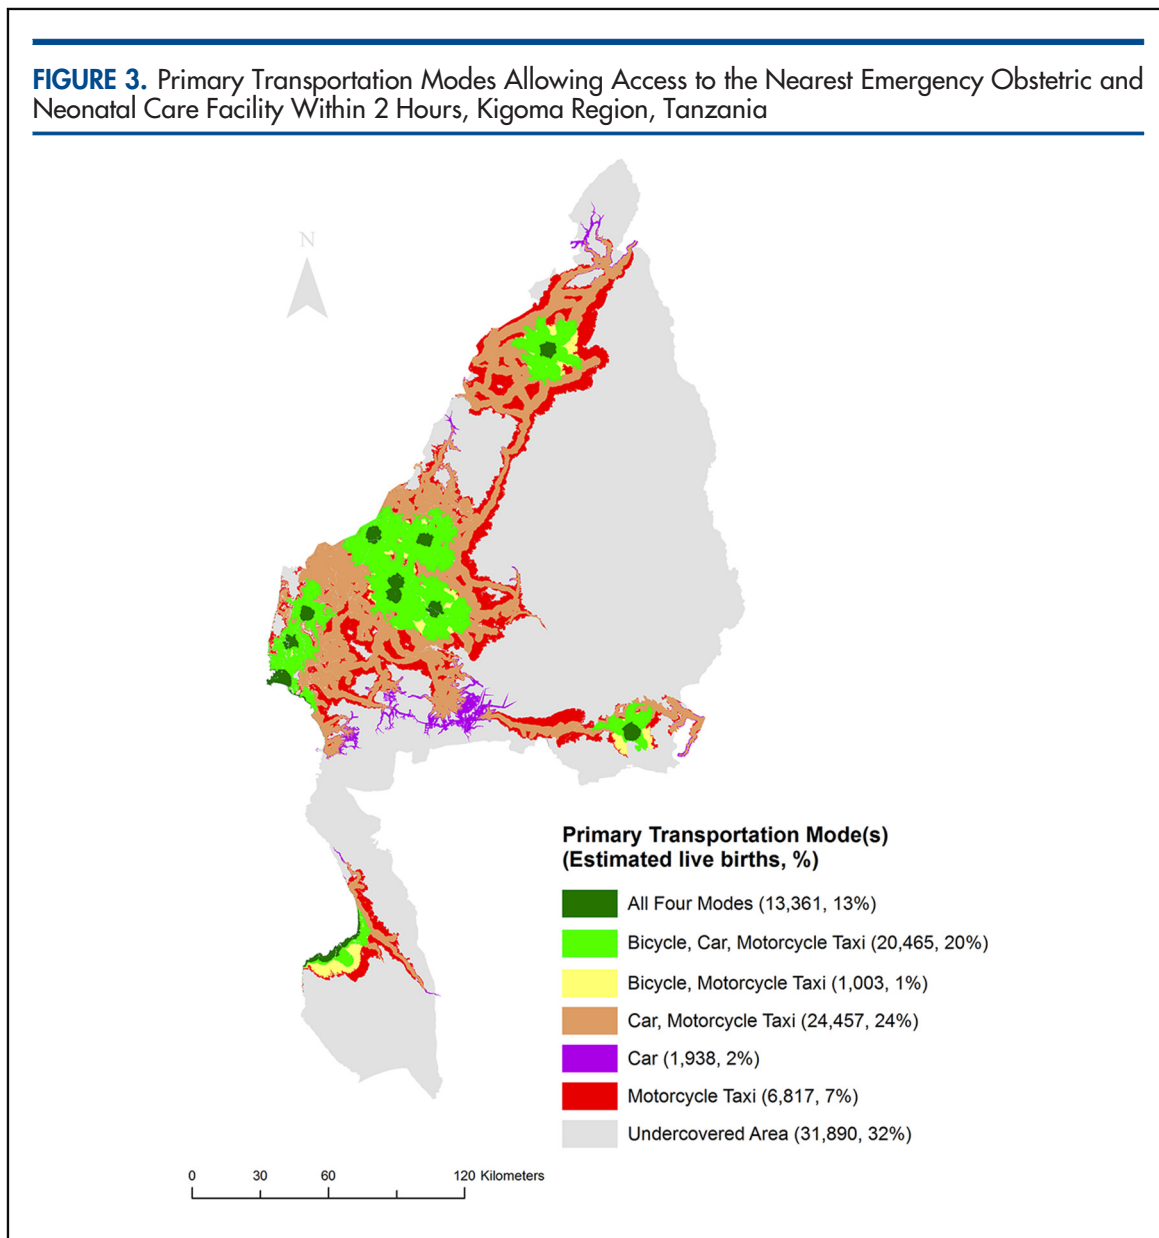 FIGURE 3. Primary Transportation Modes Allowing Access to the Nearest Emergency Obstetric and
Neonatal Care Facility Within 2 Hours, Kigoma Region, Tanzania
N
Primary Transportation Mode(s)
(Estimated live births, %)
All Four Modes (13,361, 13%)
Bicycle, Car, Motorcycle Taxi (20,465, 20%)
Bicycle, Motorcycle Taxi (1,003, 1%)
Car, Motorcycle Taxi (24,457, 24%)
Car (1,938, 2%)
Motorcycle Taxi (6,817, 7%)
Undercovered Area (31,890, 32%)
0 30 60 120 Kilometers